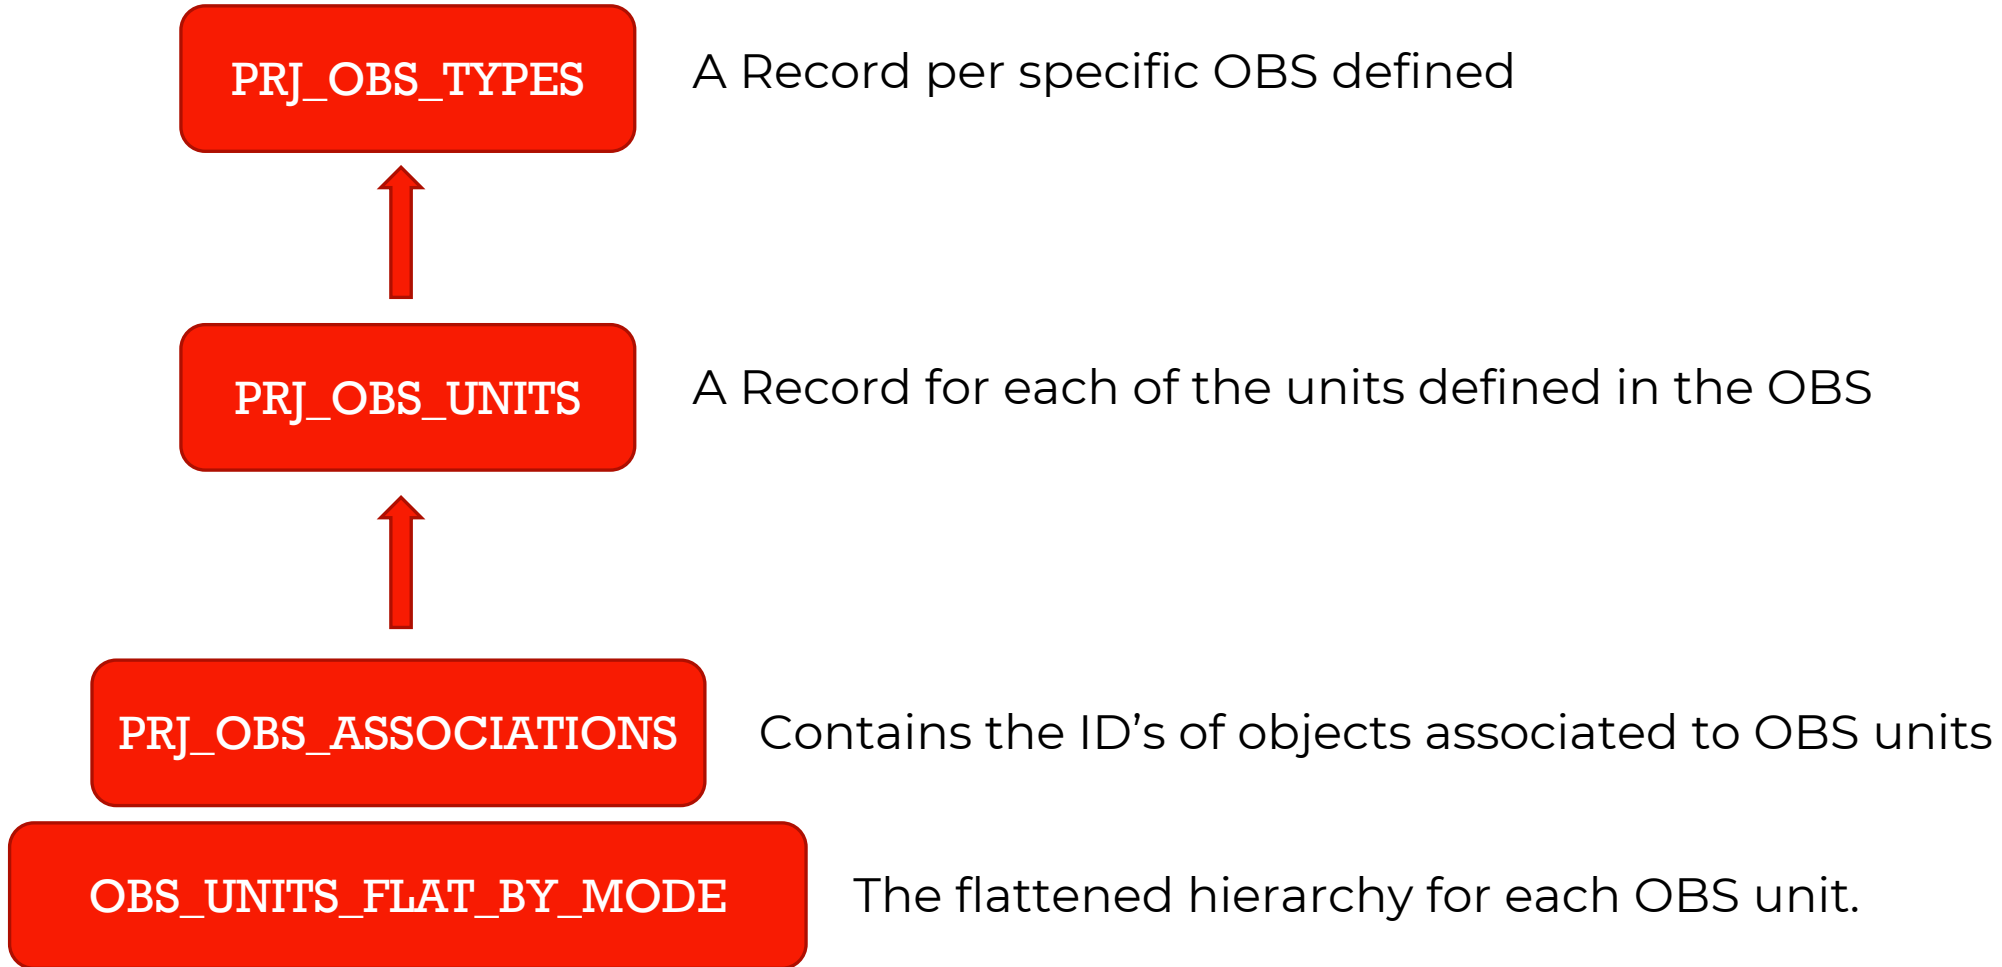 PRJ_OBS_TYPES
A Record per specific OBS defined
PRJ_OBS_UNITS
A Record for each of the units defined in the OBS
PRJ_OBS_ASSOCIATIONS
Contains the ID’s of objects associated to OBS units
OBS_UNITS_FLAT_BY_MODE
The flattened hierarchy for each OBS unit.